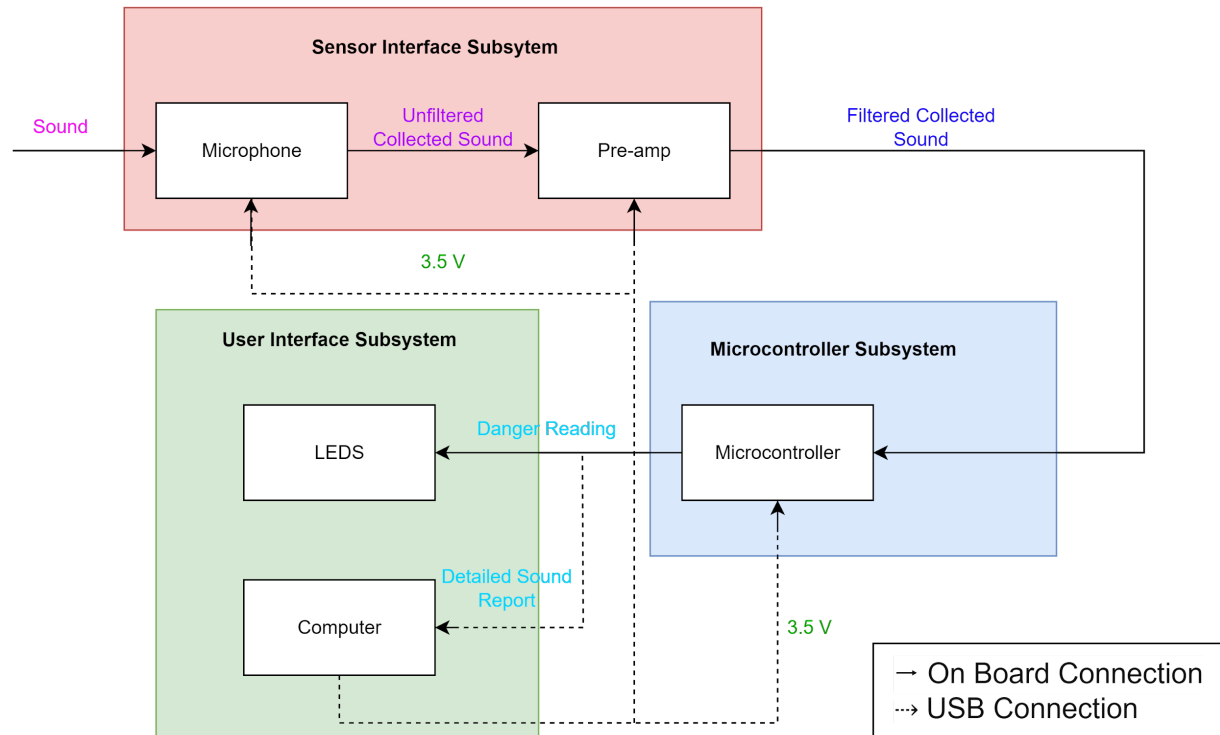 Sensor Interface Subsytem
Sound
Microphone
Unfiltered
Collected Sound
Pre-amp
Filtered Collected
Sound
3.5 V
User Interface Subsystem
Microcontroller Subsystem
LEDS
Danger Reading
Microcontroller
Detailed Sound
Report
Computer
3.5 V
On Board Connection
USB Connection